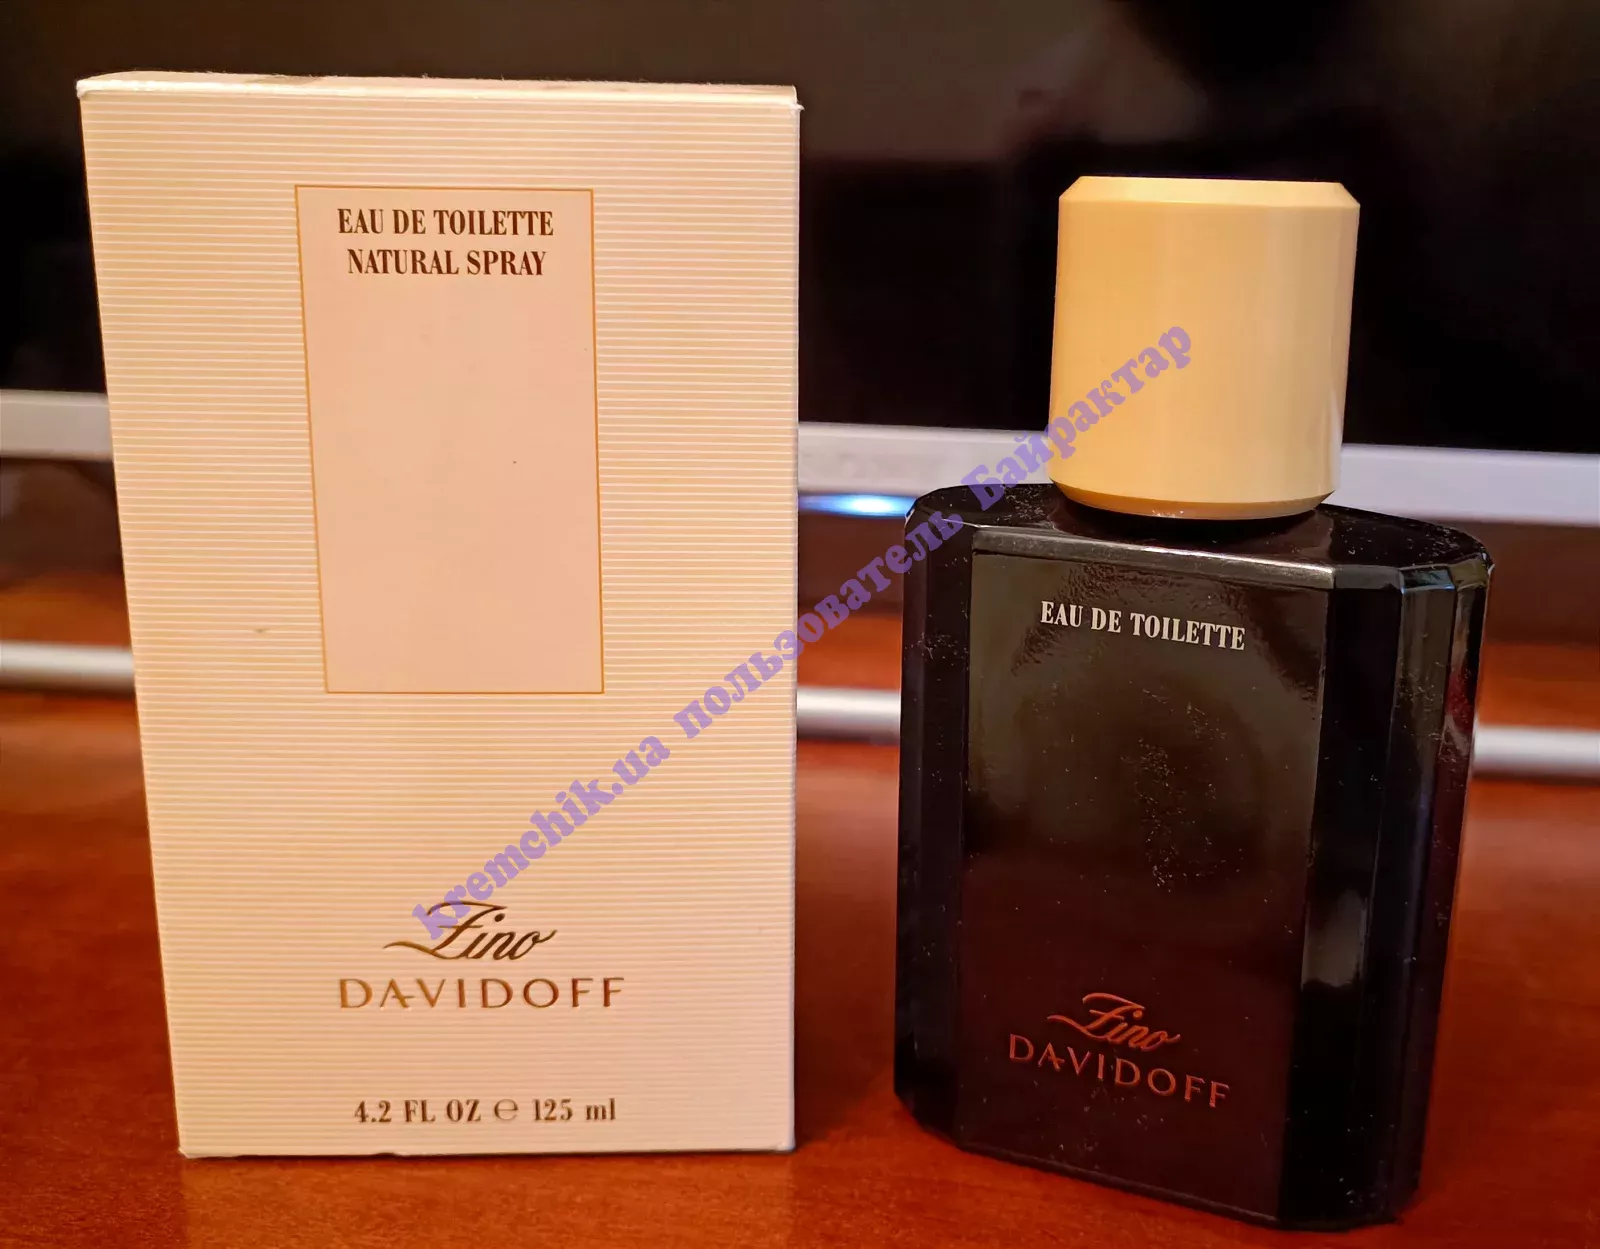 EAU DE TOILETTE
NATURAL SPRAY
Zino
DAVIDOFF
4.2 FL OZ ℮ 125 ml
EAU DE TOILETTE
Zino
DAVIDOFF
kremchik.ua пользователь Байрактар